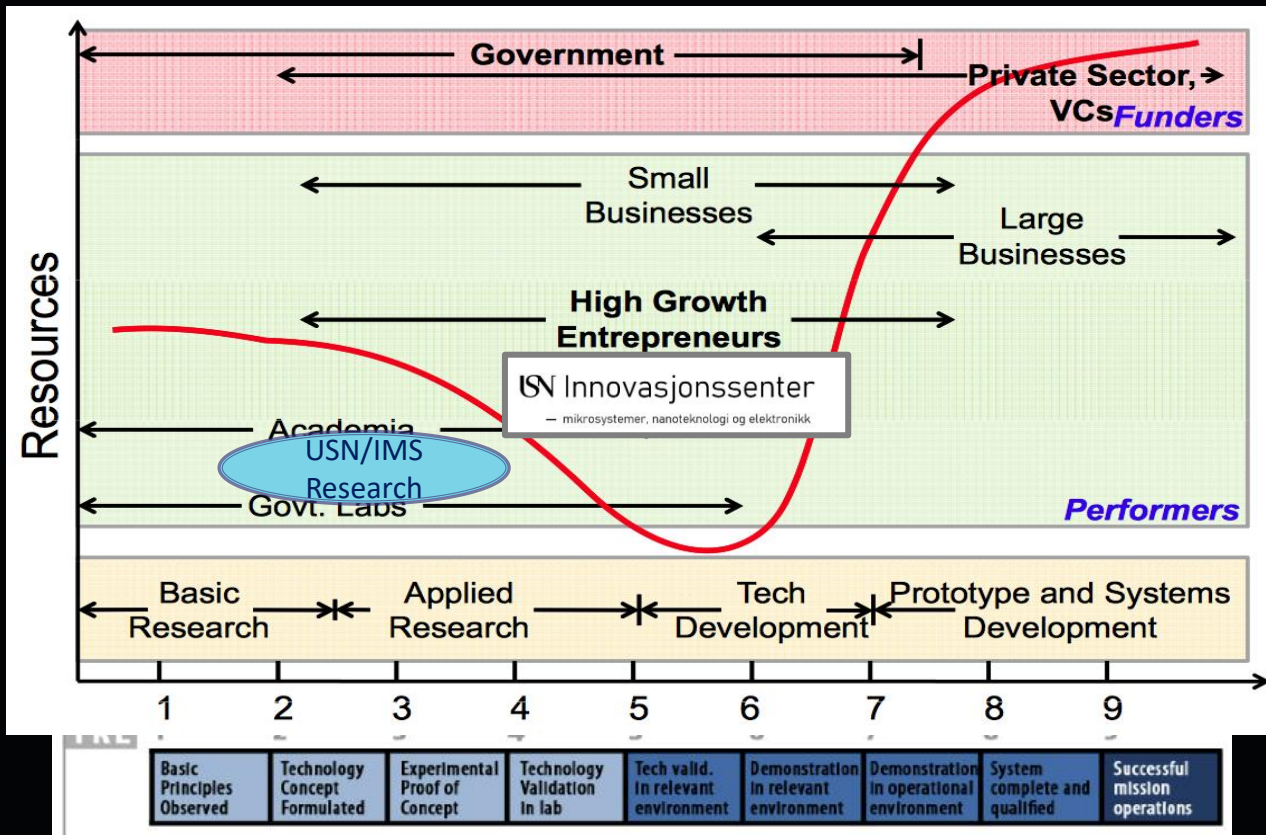 Government
Private Sector,
VCs
Funders
Small
Businesses
Large
Businesses
High Growth
Entrepreneurs
USN Innovasjonssenter
— mikrosystemer, nanoteknologi og elektronikk
Academia
USN/IMS
Research
Govt. Labs
Performers
Resources
Basic
Research
Applied
Research
Tech
Development
Prototype and Systems
Development
1 2 3 4 5 6 7 8 9
Basic
Principles
Observed
Technology
Concept
Formulated
Experimental
Proof of
Concept
Technology
Validation
in lab
Tech valid.
in relevant
environment
Demonstration
in relevant
environment
Demonstration
in operational
environment
System
complete and
qualified
Successful
mission
operations